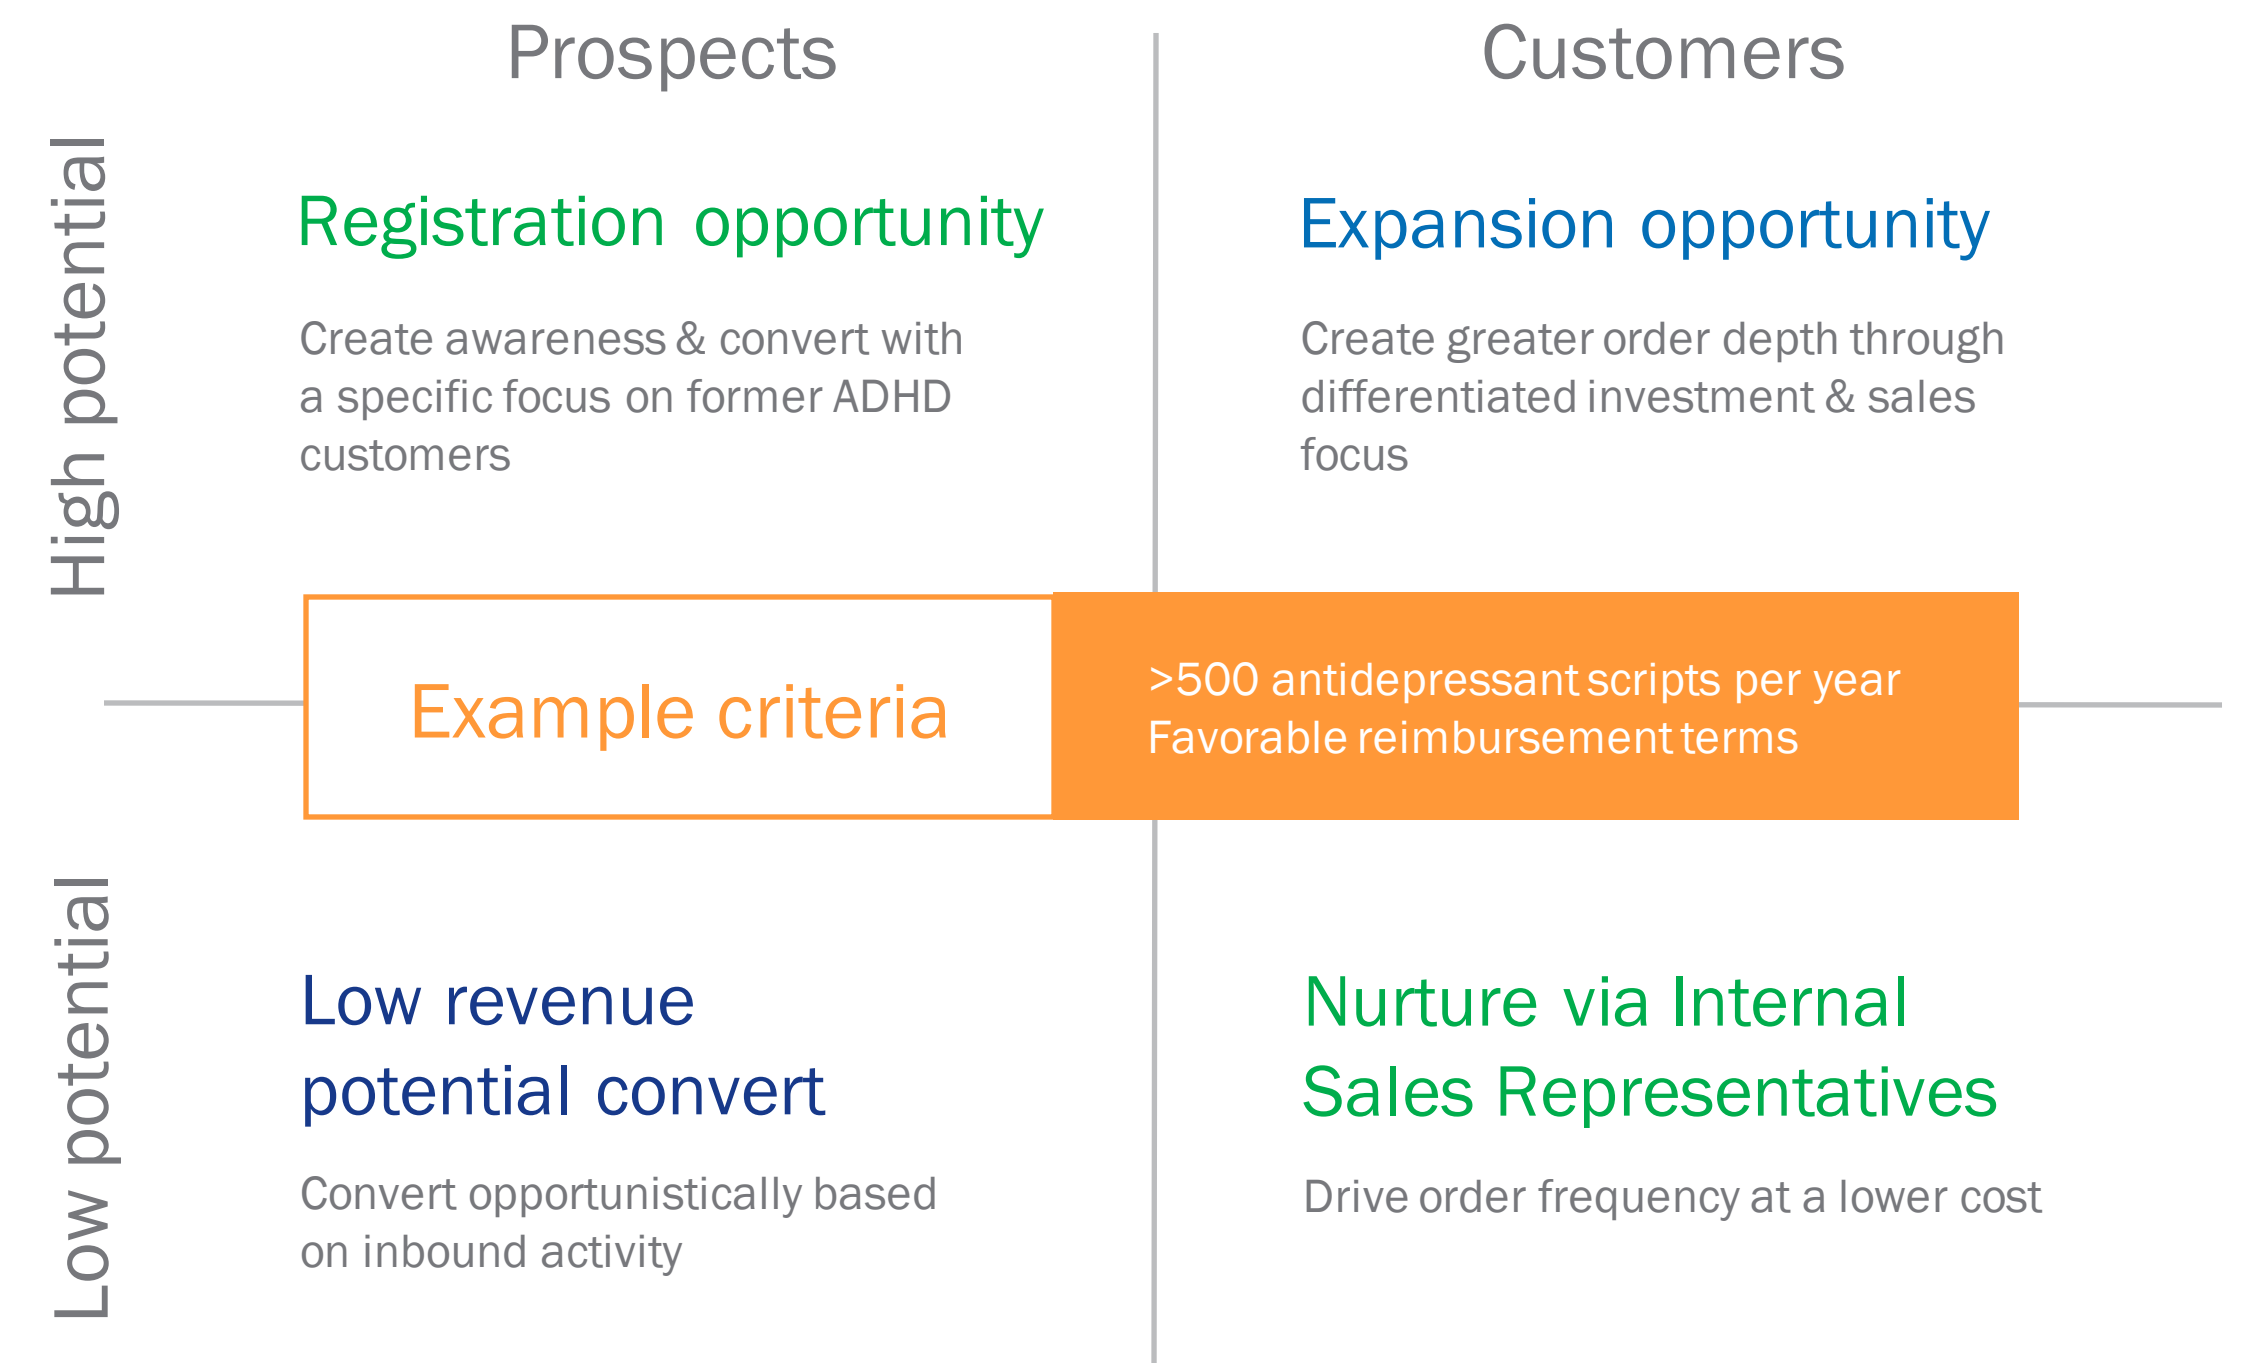 Prospects
Customers
High potential
Registration opportunity
Create awareness & convert with
a specific focus on former ADHD
customers
Expansion opportunity
Create greater order depth through
differentiated investment & sales
focus
Example criteria
>500 antidepressant scripts per year
Favorable reimbursement terms
Low potential
Low revenue
potential convert
Convert opportunistically based
on inbound activity
Nurture via Internal
Sales Representatives
Drive order frequency at a lower cost